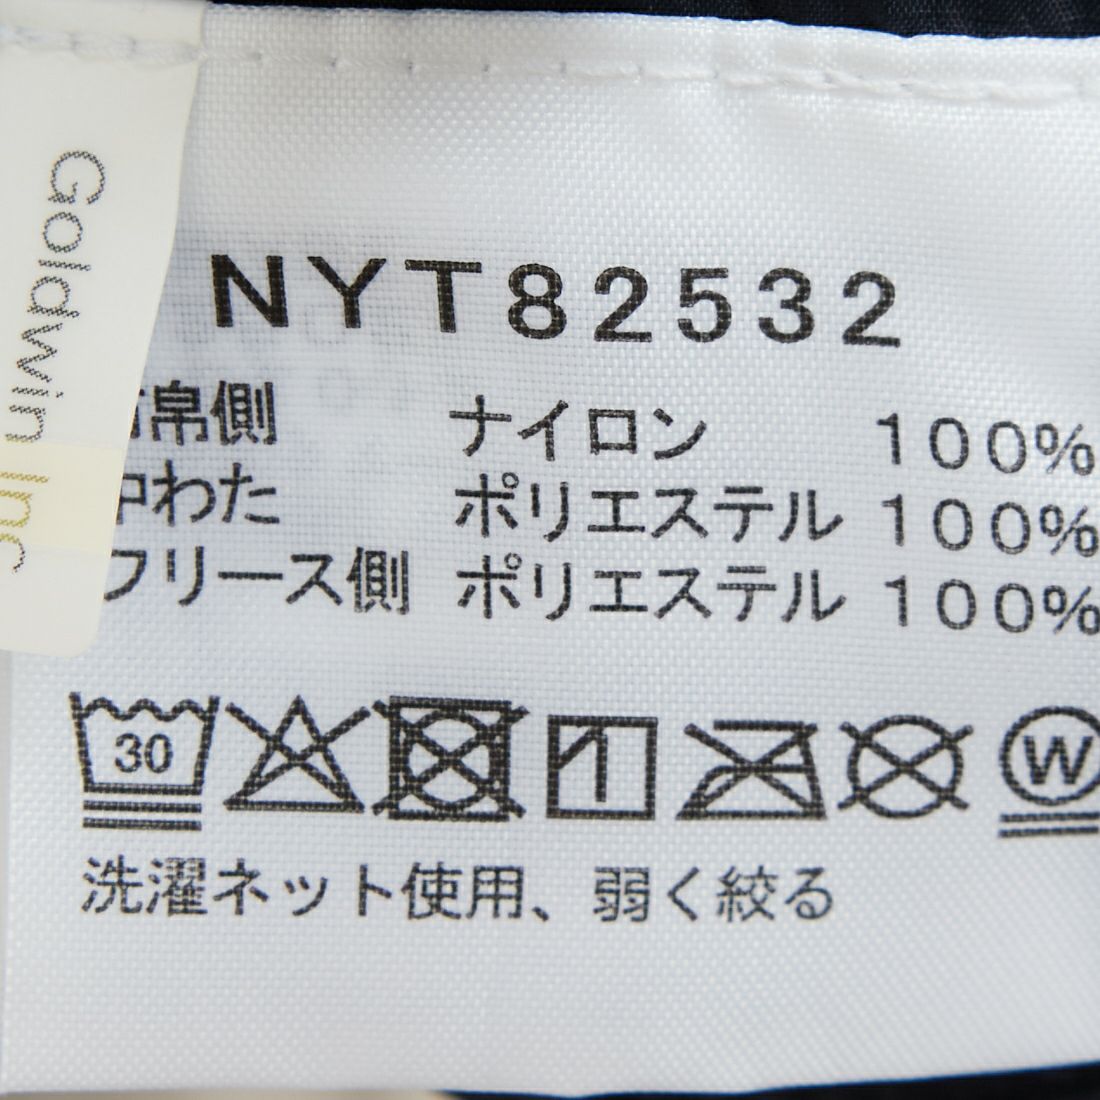 Goldwin Inc
NYT82532
布帛側 ナイロン 100%
中わた ポリエステル 100%
フリース側 ポリエステル 100%
30
W
洗濯ネット使用、弱く絞る